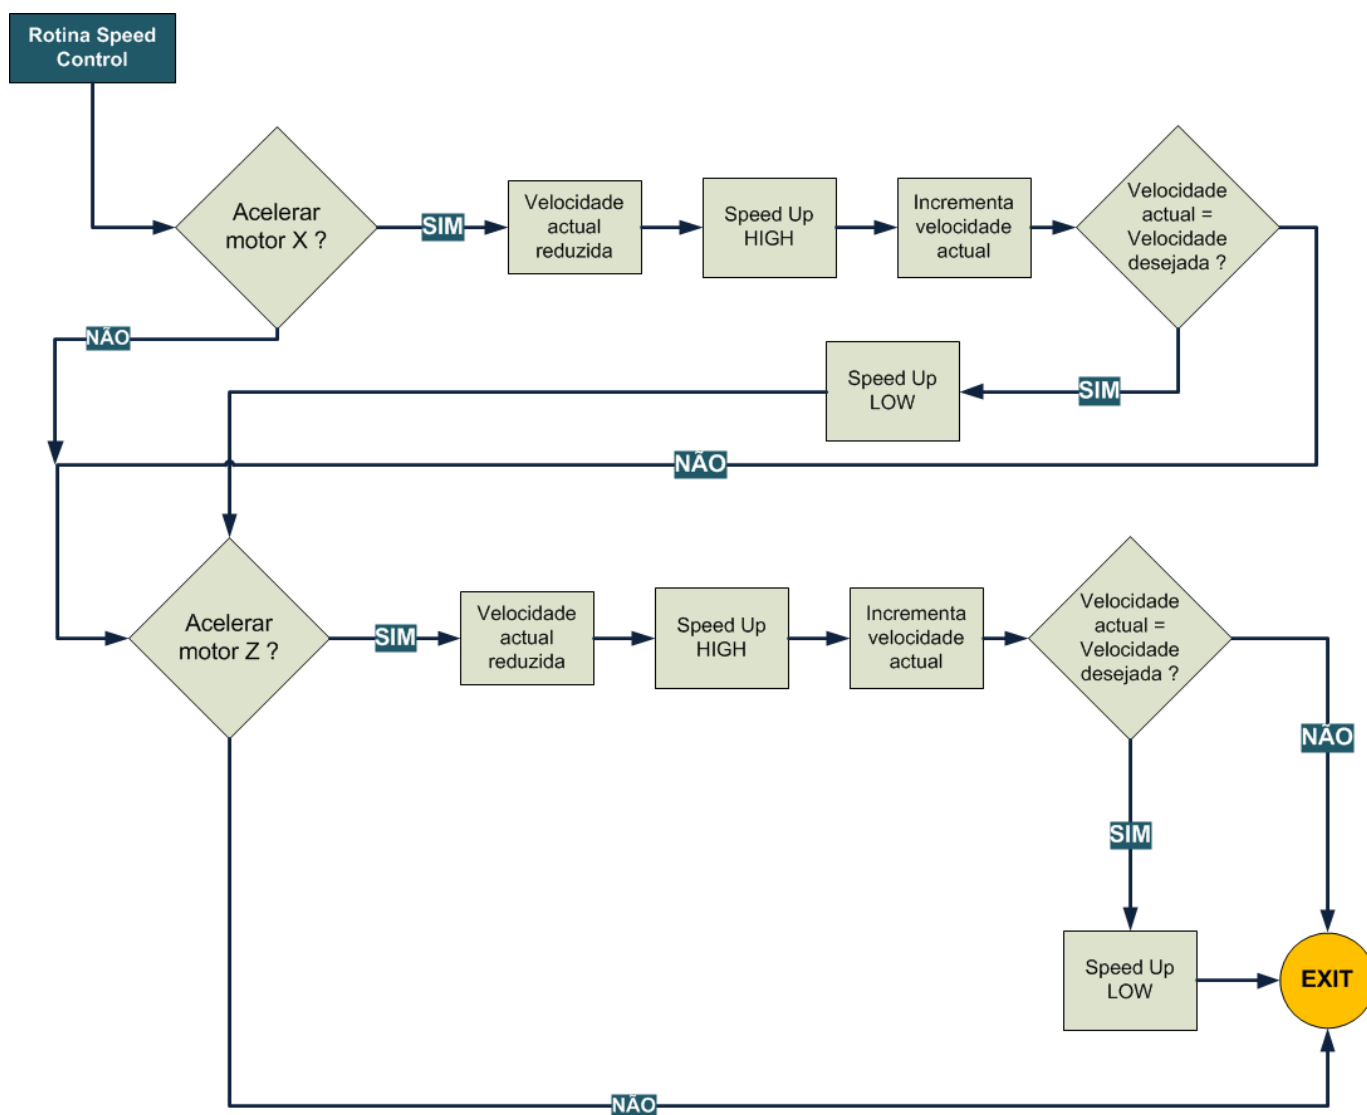 Rotina Speed
Control
Acelerar
motor X ?
SIM
Velocidade
actual
reduzida
Speed Up
HIGH
Incrementa
velocidade
actual
Velocidade
actual =
Velocidade
desejada ?
NÃO
Speed Up
LOW
SIM
NÃO
Acelerar
motor Z ?
SIM
Velocidade
actual
reduzida
Speed Up
HIGH
Incrementa
velocidade
actual
Velocidade
actual =
Velocidade
desejada ?
NÃO
SIM
Speed Up
LOW
EXIT
NÃO